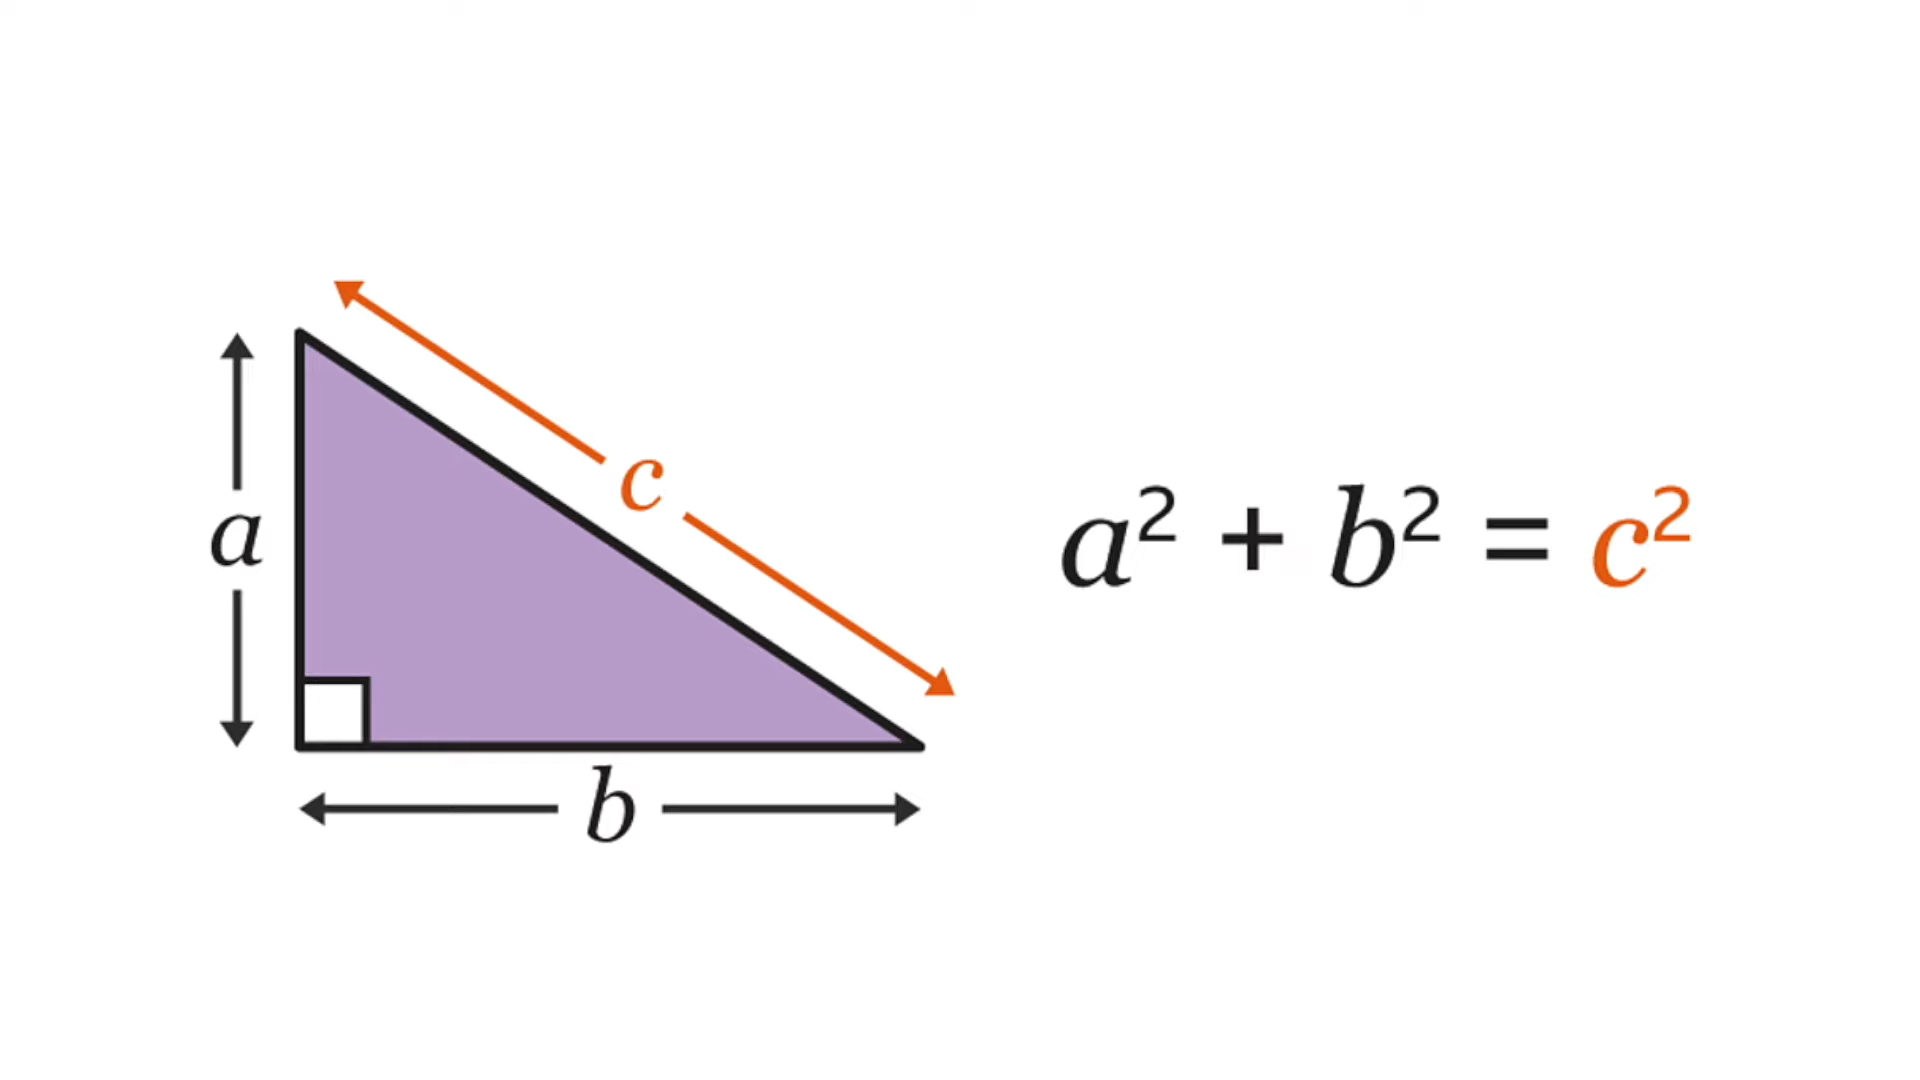 c
a
a² + b² = c²
b